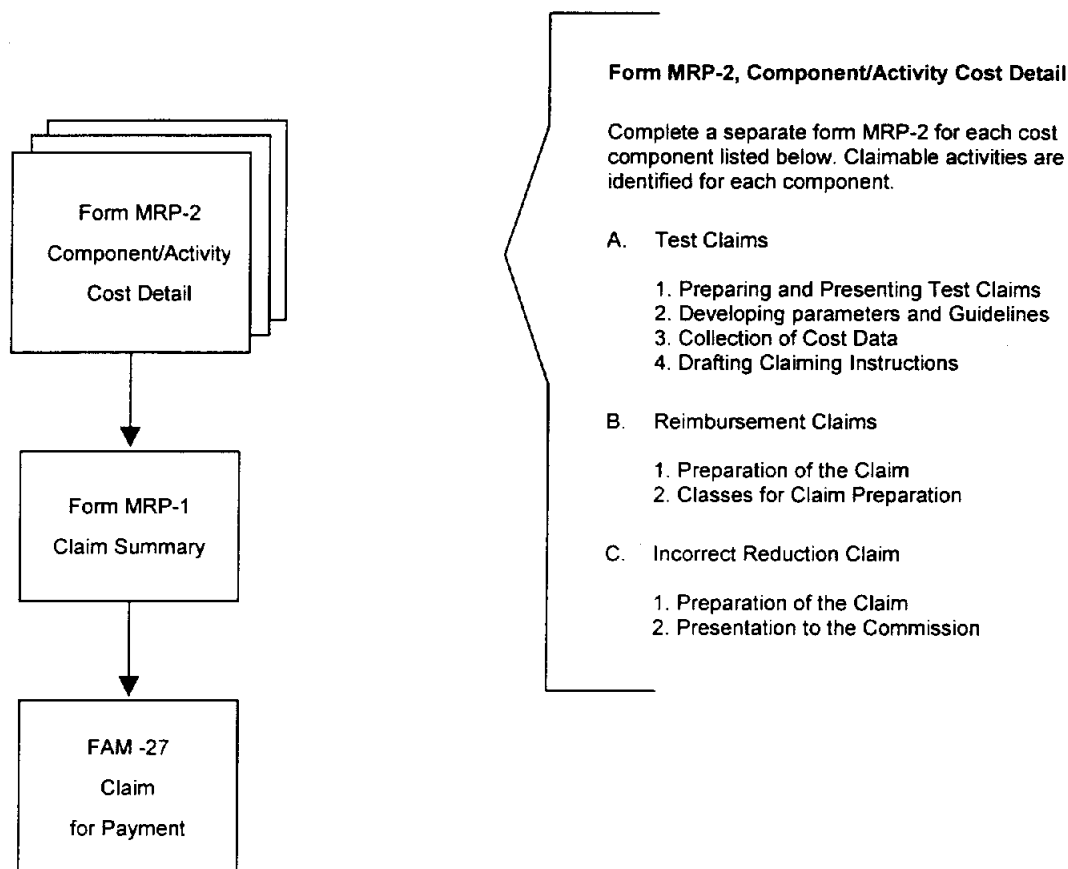 Form MRP-2
Component/Activity
Cost Detail
Form MRP-1
Claim Summary
FAM -27
Claim
for Payment
Form MRP-2, Component/Activity Cost Detail
Complete a separate form MRP-2 for each cost
component listed below. Claimable activities are
identified for each component.
A. Test Claims
1. Preparing and Presenting Test Claims
2. Developing parameters and Guidelines
3. Collection of Cost Data
4. Drafting Claiming Instructions
B. Reimbursement Claims
1. Preparation of the Claim
2. Classes for Claim Preparation
C. Incorrect Reduction Claim
1. Preparation of the Claim
2. Presentation to the Commission